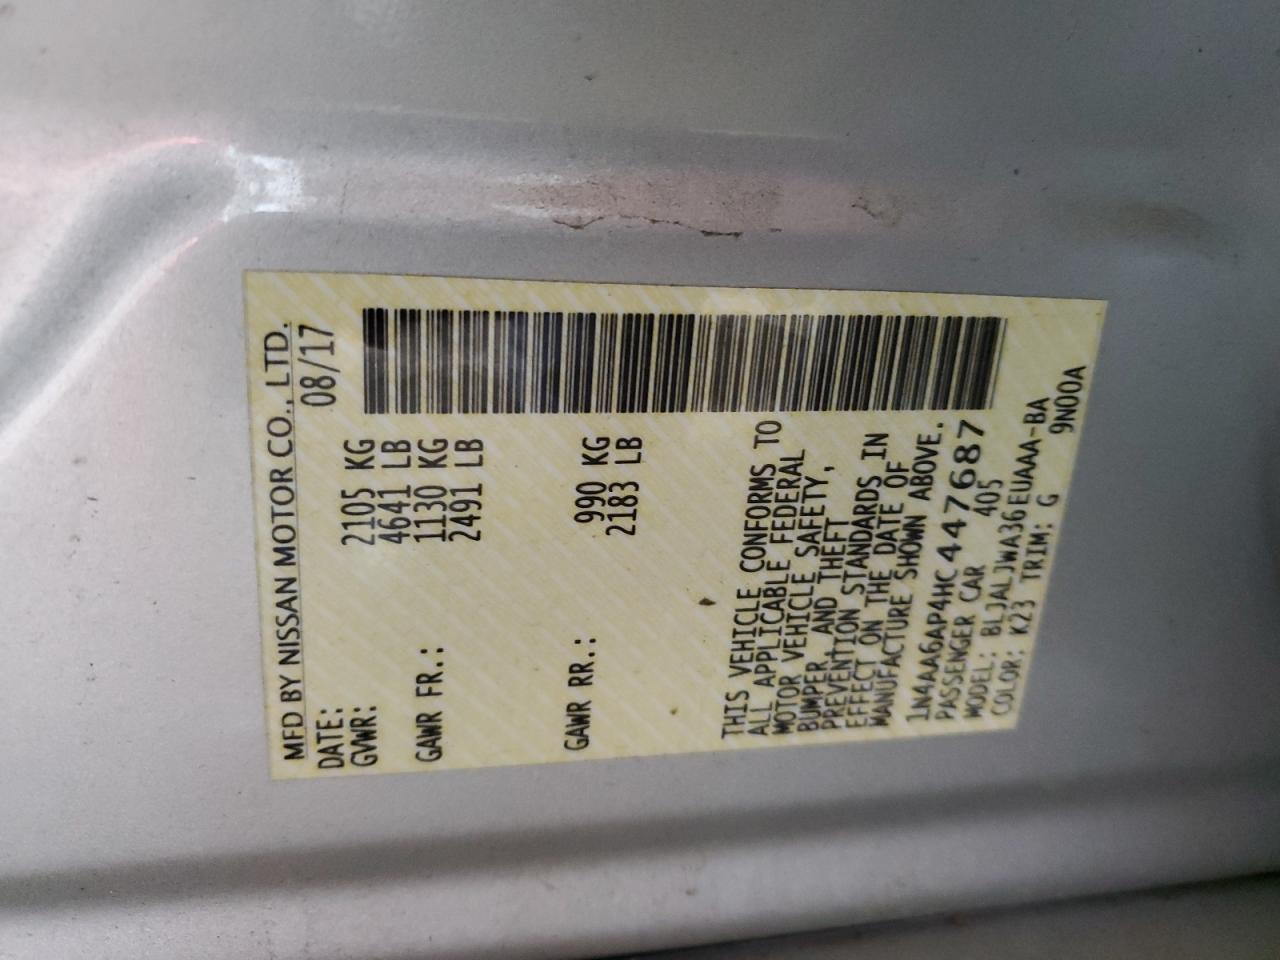 MFD BY NISSAN MOTOR CO., LTD.
DATE: 08/17
GVWR: 2105 KG
4641 LB
GAWR FR.: 1130 KG
2491 LB
GAWR RR.: 990 KG
2183 LB
THIS VEHICLE CONFORMS TO
ALL APPLICABLE FEDERAL
MOTOR VEHICLE SAFETY,
BUMPER, AND THEFT
PREVENTION STANDARDS IN
EFFECT ON THE DATE OF
MANUFACTURE SHOWN ABOVE.
1N4AA6AP4HC447687
PASSENGER CAR 405
MODEL: BLJALJWA36EUAAA-BA
COLOR: K23 TRIM: G 9N00A